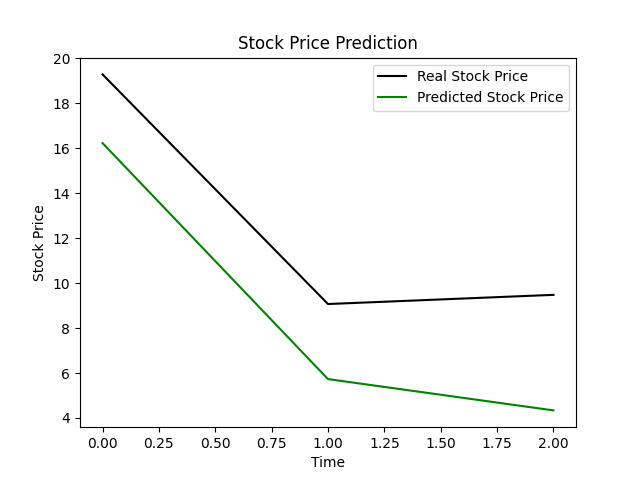 Stock Price Prediction
Real Stock Price
Predicted Stock Price
Stock Price
20
18
16
14
12
10
8
6
4
0.00 0.25 0.50 0.75 1.00 1.25 1.50 1.75 2.00
Time